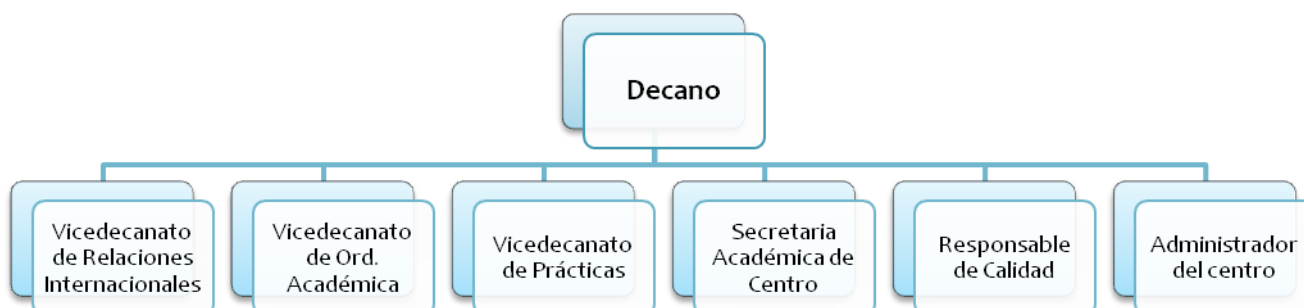 Decano
Vicedecanato
de Relaciones
Internacionales
Vicedecanato
de Ord.
Académica
Vicedecanato
de Prácticas
Secretaria
Académica de
Centro
Responsable
de Calidad
Administrador
del centro